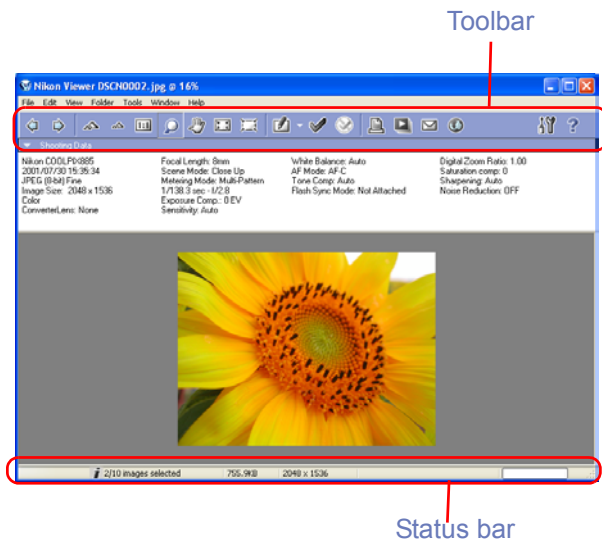 Toolbar
Nikon Viewer DSCN0002.jpg @ 16%
File Edit View Folder Tools Window Help
1:1
?
Shooting Data
Nikon COOLPIX885 Focal Length: 8mm White Balance: Auto Digital Zoom Ratio: 1.00
2001/07/30 15:35:34 Scene Mode: Close Up AF Mode: AF-C Saturation comp: 0
JPEG (8-bit) Fine Metering Mode: Multi-Pattern Tone Comp: Auto Sharpening: Auto
Image Size: 2048 x 1536 1/138.3 sec - f/2.8 Flash Sync Mode: Not Attached Noise Reduction: OFF
Color Exposure Comp.: 0 EV
ConverterLens: None Sensitivity: Auto
i 2/10 images selected 755.9KB 2048 x 1536
Status bar